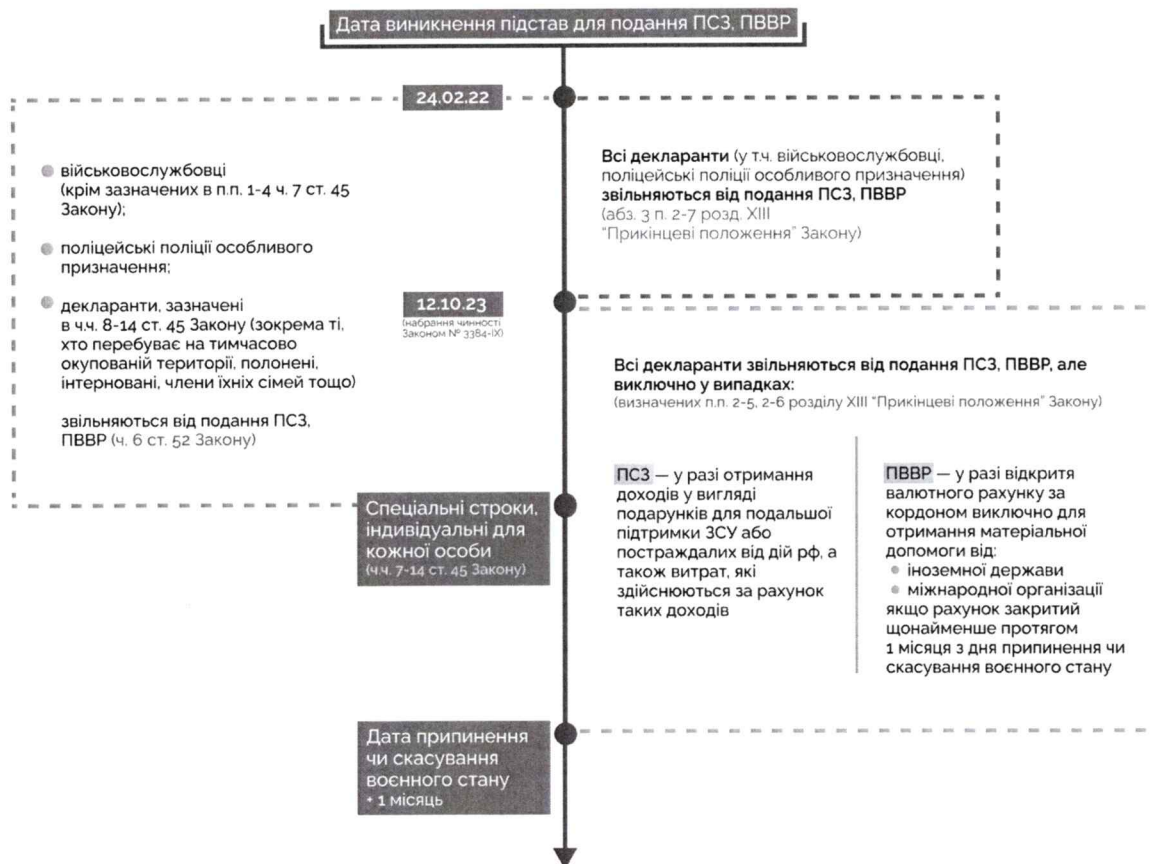 Дата виникнення підстав для подання ПСЗ, ПВВР
24.02.22
військовослужбовці
(крім зазначених в п.п. 1-4 ч. 7 ст. 45
Закону);
поліцейські поліції особливого
призначення;
декларанти, зазначені
в ч.ч. 8-14 ст. 45 Закону (зокрема ті,
хто перебуває на тимчасово
окупованій території, полонені,
інтерновані, члени їхніх сімей тощо)
звільняються від подання ПСЗ,
ПВВР (ч. 6 ст. 52 Закону)
Всі декларанти (у т.ч. військовослужбовці,
поліцейські поліції особливого призначення)
звільняються від подання ПСЗ, ПВВР
(абз. 3 п. 2-7 розд. XIII
"Прикінцеві положення" Закону)
12.10.23
(набрання чинності
Законом № 3384-IX)
Всі декларанти звільняються від подання ПСЗ, ПВВР, але
виключно у випадках:
(визначених п.п. 2-5, 2-6 розділу XIII "Прикінцеві положення" Закону)
ПСЗ — у разі отримання
доходів у вигляді
подарунків для подальшої
підтримки ЗСУ або
постраждалих від дій рф, а
також витрат, які
здійснюються за рахунок
таких доходів
ПВВР — у разі відкритя
валютного рахунку за
кордоном виключно для
отримання матеріальної
допомоги від:
іноземної держави
міжнародної організації
якщо рахунок закритий
щонайменше протягом
1 місяця з дня припинення чи
скасування воєнного стану
Спеціальні строки,
індивідуальні для
кожної особи
(ч.ч. 7-14 ст. 45 Закону)
Дата припинення
чи скасування
воєнного стану
+ 1 місяць